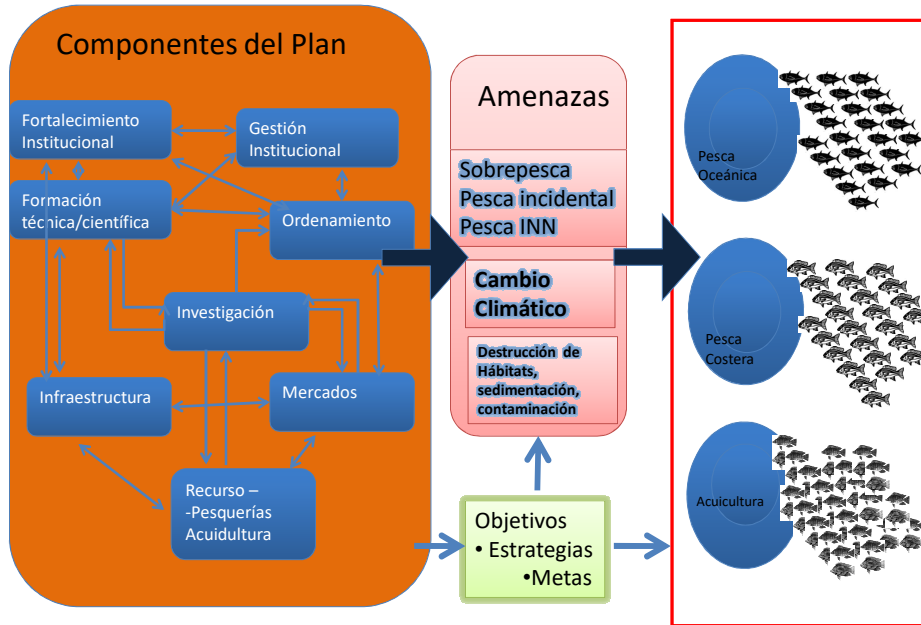 Componentes del Plan
Fortalecimiento
Institucional
Gestión
Institucional
Formación
técnica/científica
Ordenamiento
Investigación
Infraestructura
Mercados
Recurso –
-Pesquerías
Acuidultura
Amenazas
Sobrepesca
Pesca incidental
Pesca INN
Cambio
Climático
Destrucción de
Hábitats,
sedimentación,
contaminación
Objetivos
• Estrategias
•Metas
Pesca
Oceánica
Pesca
Costera
Acuicultura